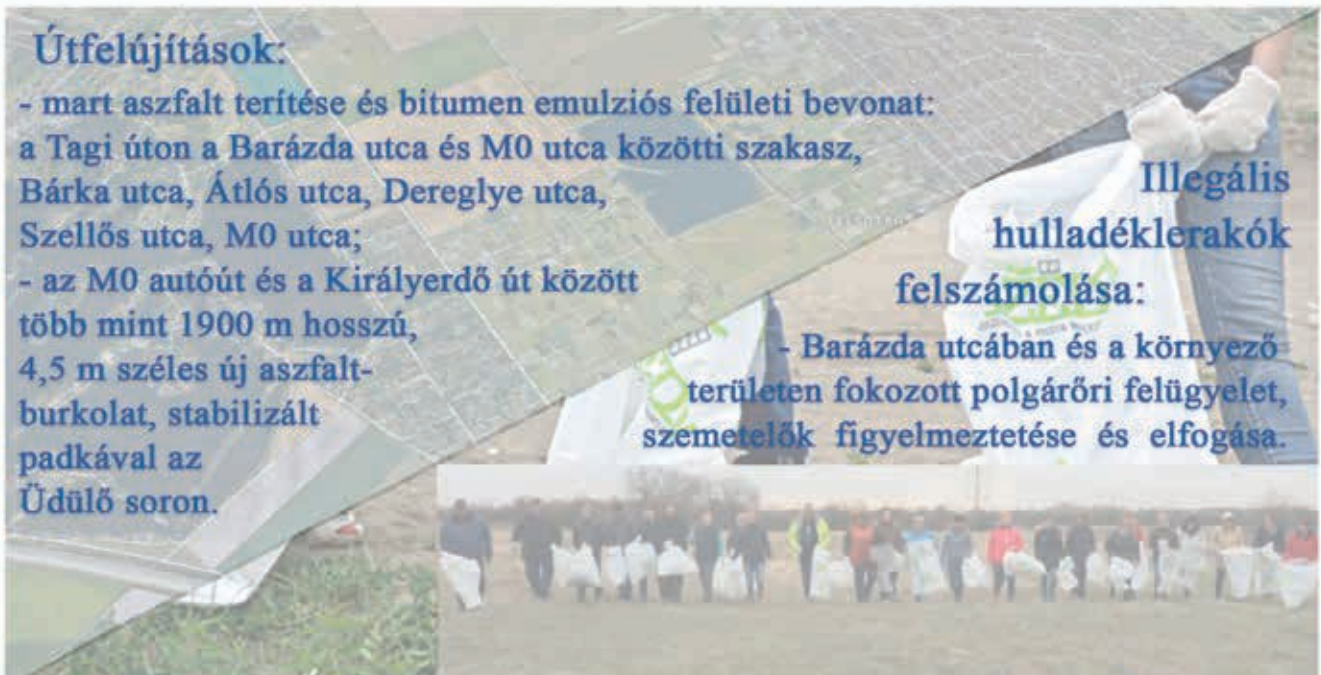 Útfelújítások:
- mart aszfalt terítése és bitumen emulziós felületi bevonat:
a Tagi úton a Barázda utca és M0 utca közötti szakasz,
Bárka utca, Átlós utca, Dereglye utca,
Szellős utca, M0 utca;
- az M0 autóút és a Királyerdő út között
több mint 1900 m hosszú,
4,5 m széles új aszfalt-
burkolat, stabilizált
padkával az
Üdülő soron.
Illegális
hulladéklerakók
felszámolása:
- Barázda utcában és a környező
területen fokozott polgárőri felügyelet,
szemetelők figyelmeztetése és elfogása.